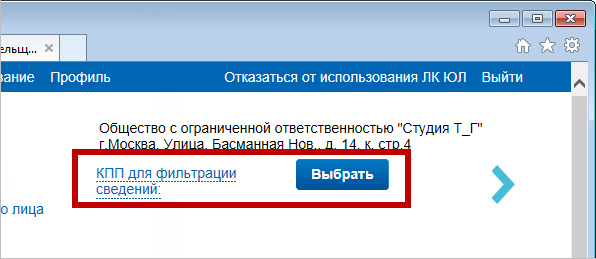 ельщ...
ание Профиль Отказаться от использования ЛК ЮЛ Выйти
Общество с ограниченной ответственностью "Студия Т_Г"
г.Москва, Улица, Басманная Нов., д. 14, к. стр.4
КПП для фильтрации Выбрать
сведений:
о лица